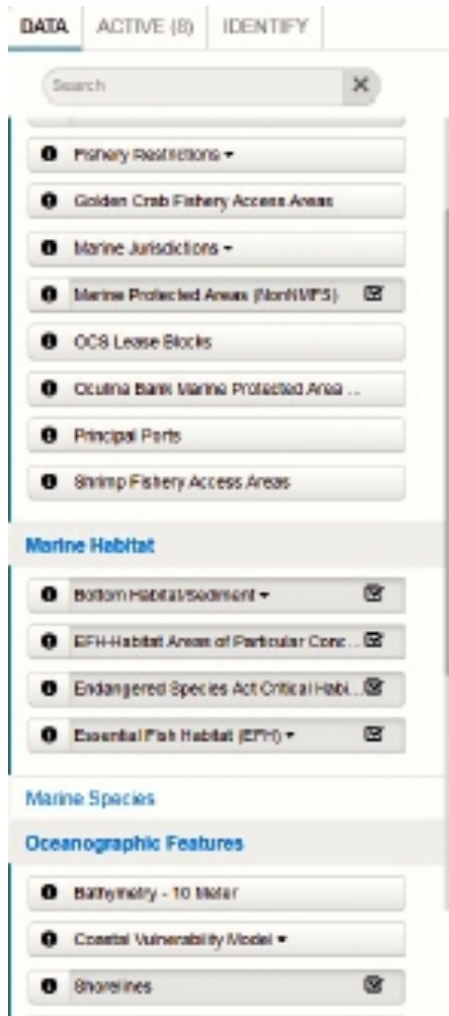 DATA
ACTIVE (8)
IDENTIFY
Search
Fishery Restrictions
Golden Crab Fishery Access Areas
Marine Jurisdictions
Marine Protected Areas (NonNMFS)
OCS Lease Blocks
Oculina Bank Marine Protected Area ...
Principal Ports
Shrimp Fishery Access Areas
Marine Habitat
Bottom Habitat/Sediment
EFH-Habitat Areas of Particular Conc...
Endangered Species Act Critical Habi...
Essential Fish Habitat (EFH)
Marine Species
Oceanographic Features
Bathymetry - 10 Meter
Coastal Vulnerability Model
Shorelines